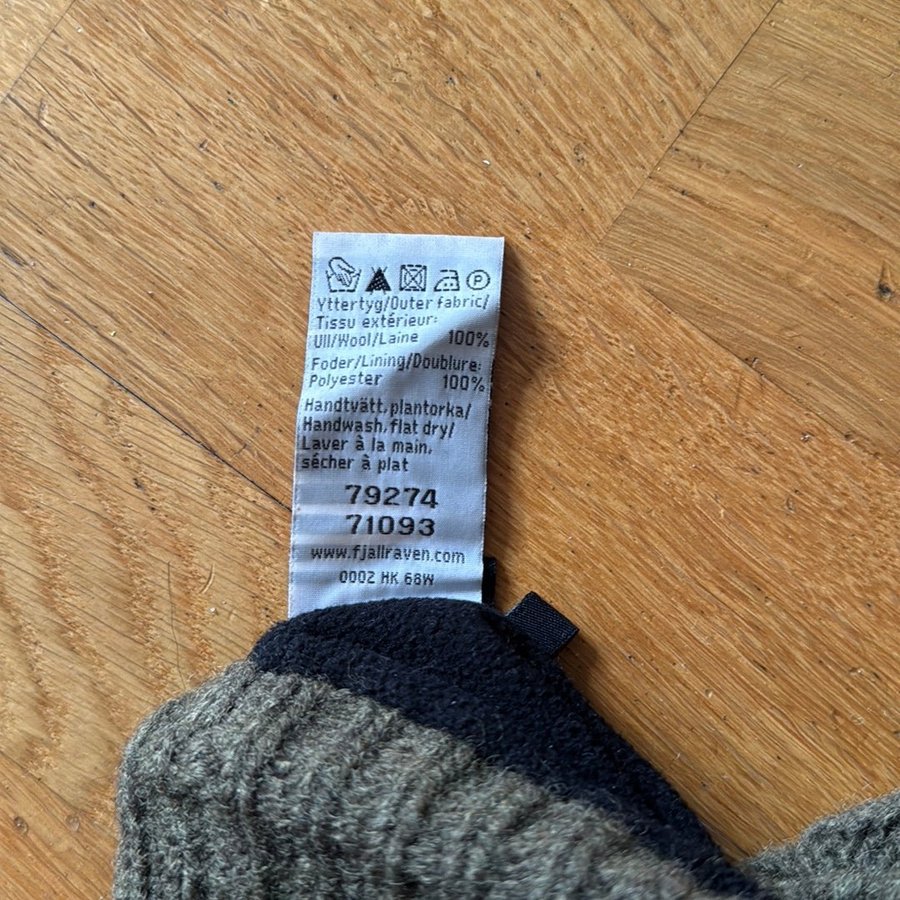 P
Yttertyg/Outer fabric/
Tissu extérieur:
Ull/Wool/Laine 100%
Foder/Lining/Doublure:
Polyester 100%
Handtvätt, plantorka/
Handwash, flat dry/
Laver à la main,
sécher à plat
79274
71093
www.fjallraven.com
0002 HK 68W